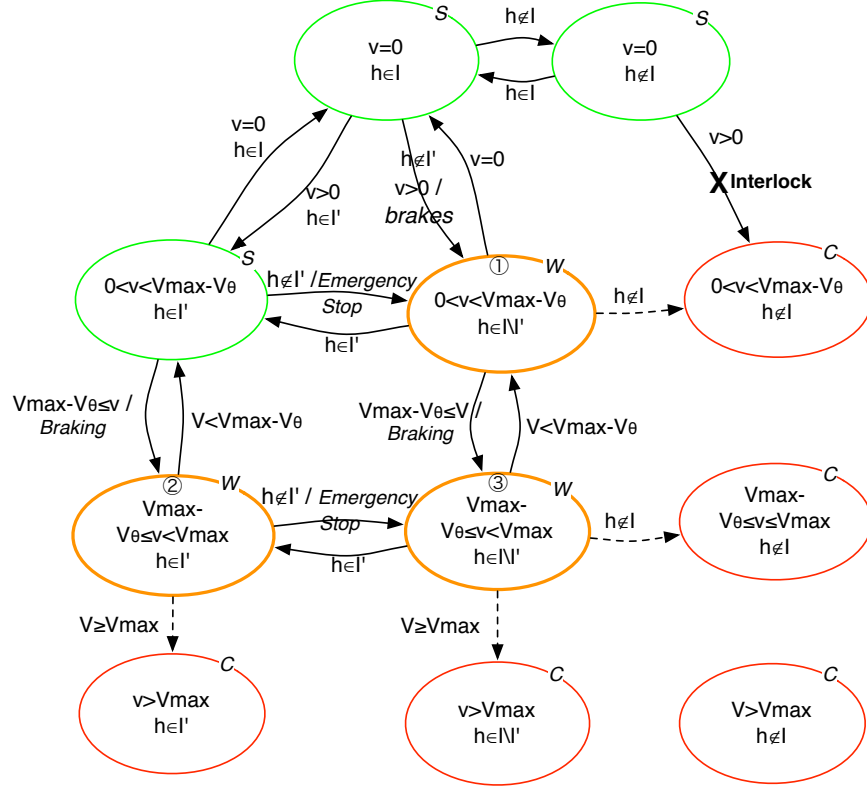 S
v=0
h∈I
h∉I
h∈I
S
v=0
h∉I
v=0
h∈I
v>0
h∈I'
h∉I'
v>0 /
brakes
v=0
v>0
X Interlock
S
0<v<Vmax-Vθ
h∈I'
h∉I' / Emergency
Stop
h∈I'
① W
0<v<Vmax-Vθ
h∈I\I'
h∉I
C
0<v<Vmax-Vθ
h∉I
Vmax-Vθ≤v /
Braking
V<Vmax-Vθ
Vmax-Vθ≤V /
Braking
V<Vmax-Vθ
② W
Vmax-
Vθ≤v<Vmax
h∈I'
h∉I' / Emergency
Stop
h∈I'
③ W
Vmax-
Vθ≤v<Vmax
h∈I\I'
h∉I
C
Vmax-
Vθ≤v≤Vmax
h∉I
V≥Vmax
V≥Vmax
C
v>Vmax
h∈I'
C
v>Vmax
h∈I\I'
C
V>Vmax
h∉I